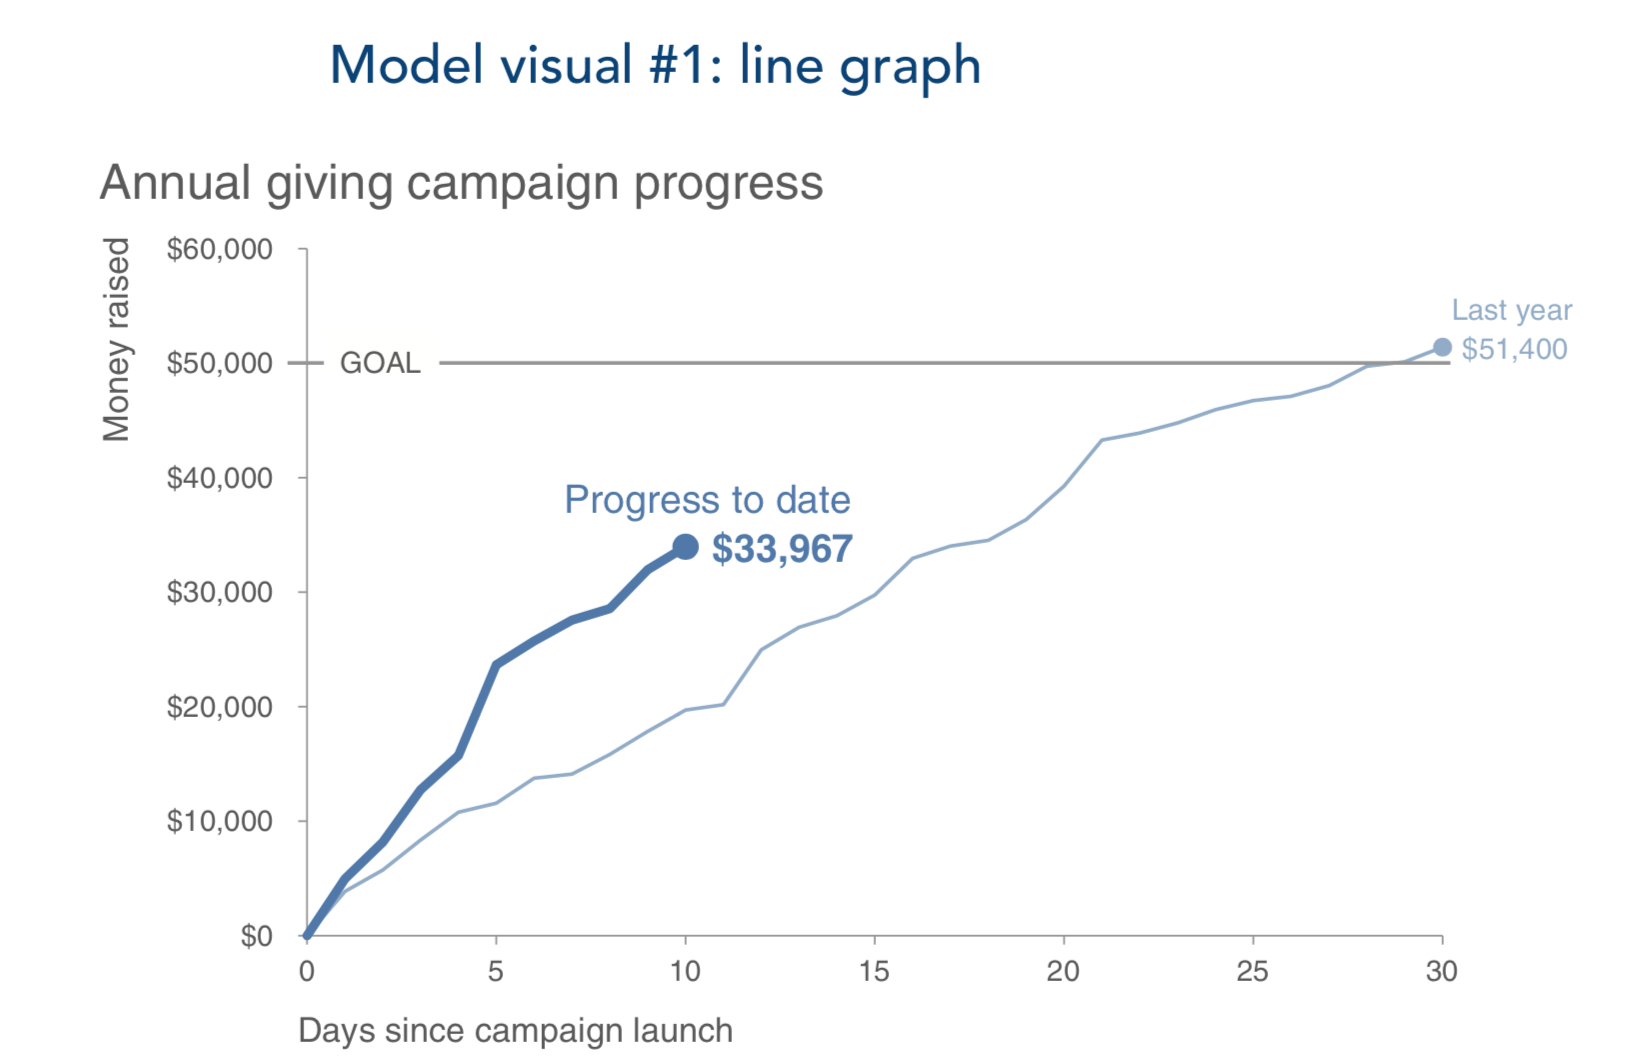 Model visual #1: line graph
Annual giving campaign progress
Money raised
$60,000
$50,000
GOAL
$40,000
$30,000
$20,000
$10,000
$0
Last year
$51,400
Progress to date
$33,967
0
5
10
15
20
25
30
Days since campaign launch